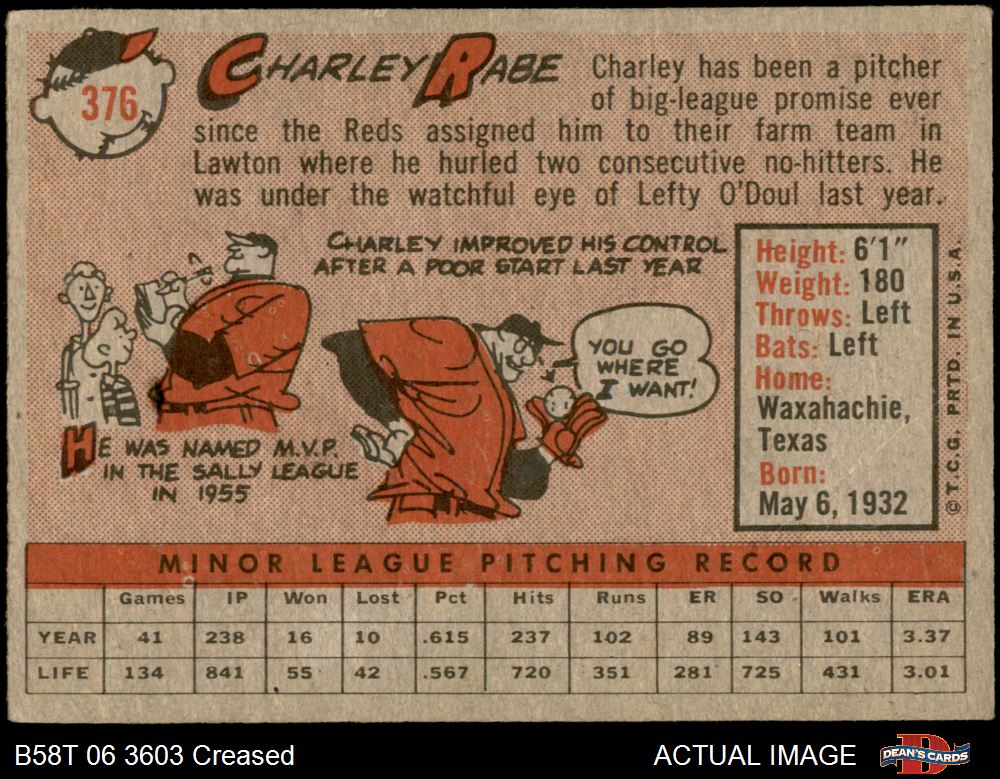 376
CHARLEY RABE
Charley has been a pitcher
of big-league promise ever
since the Reds assigned him to their farm team in
Lawton where he hurled two consecutive no-hitters. He
was under the watchful eye of Lefty O'Doul last year.
CHARLEY IMPROVED HIS CONTROL
AFTER A POOR START LAST YEAR
YOU GO
WHERE
I WANT!
HE WAS NAMED M.V.P.
IN THE SALLY LEAGUE
IN 1955
Height: 6'1"
Weight: 180
Throws: Left
Bats: Left
Home:
Waxahachie,
Texas
Born:
May 6, 1932
© T.C.G. PRTD. IN U.S.A.
MINOR LEAGUE PITCHING RECORD
Games IP Won Lost Pct Hits Runs ER SO Walks ERA
YEAR 41 238 16 10 .615 237 102 89 143 101 3.37
LIFE 134 841 55 42 .567 720 351 281 725 431 3.01
B58T 06 3603 Creased
ACTUAL IMAGE
DEAN'S CARDS